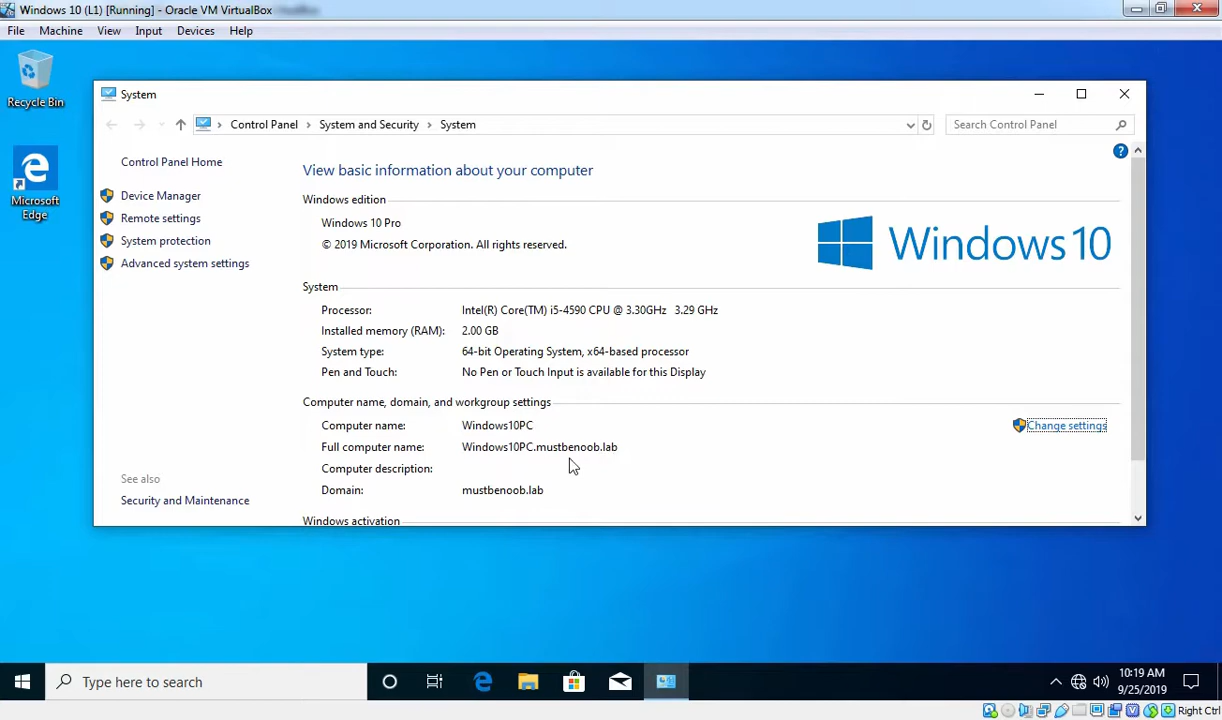 Windows 10 (L1) [Running] - Oracle VM VirtualBox
File Machine View Input Devices Help
Recycle Bin
Microsoft
Edge
System
Control Panel System and Security System
Search Control Panel
Control Panel Home
Device Manager
Remote settings
System protection
Advanced system settings
See also
Security and Maintenance
View basic information about your computer
Windows edition
Windows 10 Pro
© 2019 Microsoft Corporation. All rights reserved.
Windows 10
System
Processor: Intel(R) Core(TM) i5-4590 CPU @ 3.30GHz 3.29 GHz
Installed memory (RAM): 2.00 GB
System type: 64-bit Operating System, x64-based processor
Pen and Touch: No Pen or Touch Input is available for this Display
Computer name, domain, and workgroup settings
Computer name: Windows10PC
Change settings
Full computer name: Windows10PC.mustbenoob.lab
Computer description:
Domain: mustbenoob.lab
Windows activation
Type here to search
10:19 AM
9/25/2019
Right Ctrl